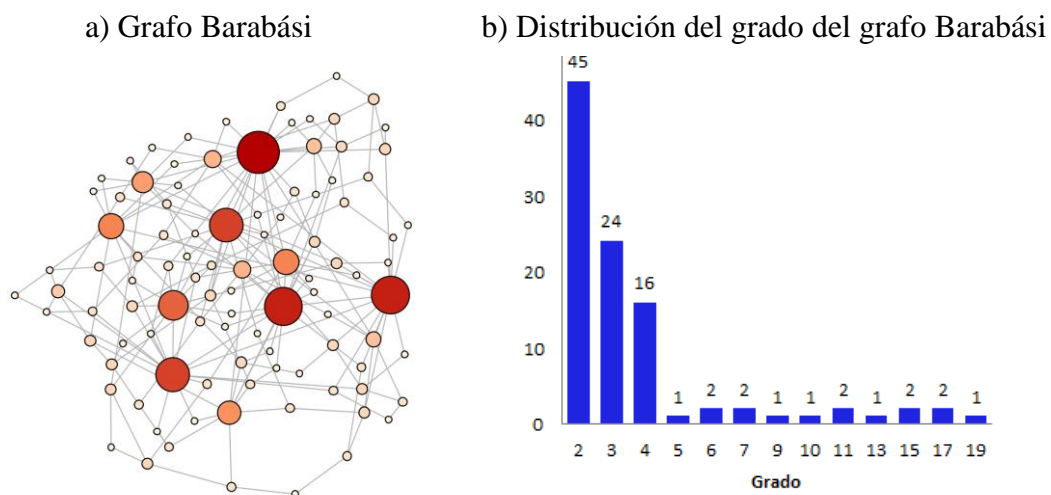 a) Grafo Barabási
b) Distribución del grado del grafo Barabási
45
40
30
24
20
16
10
1 2 2 1 1 2 1 2 2 1
0
2 3 4 5 6 7 9 10 11 13 15 17 19
Grado